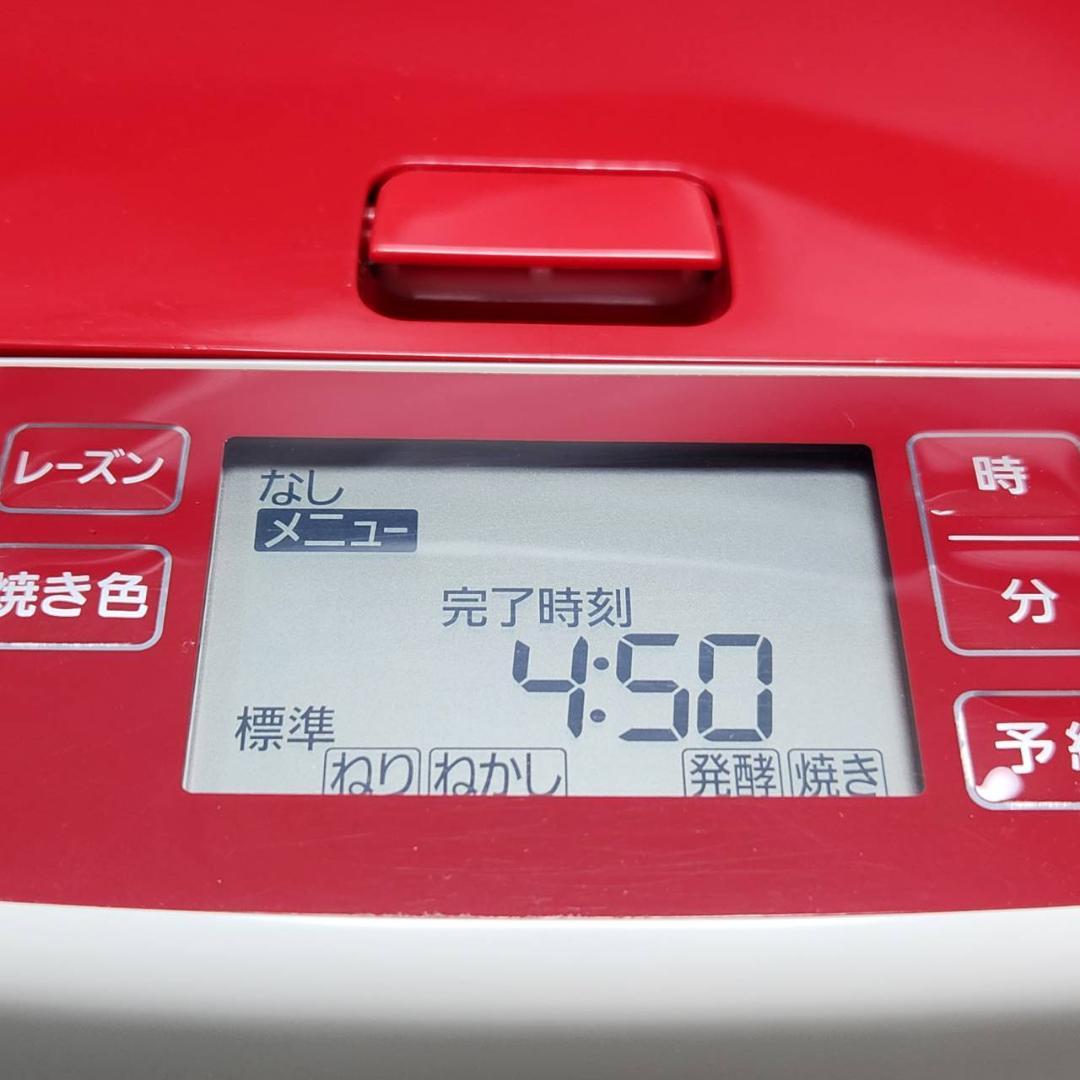 レーズン
焼き色
なし
メニュー
完了時刻
4:50
標準
ねり ねかし 発酵 焼き
時
分
予